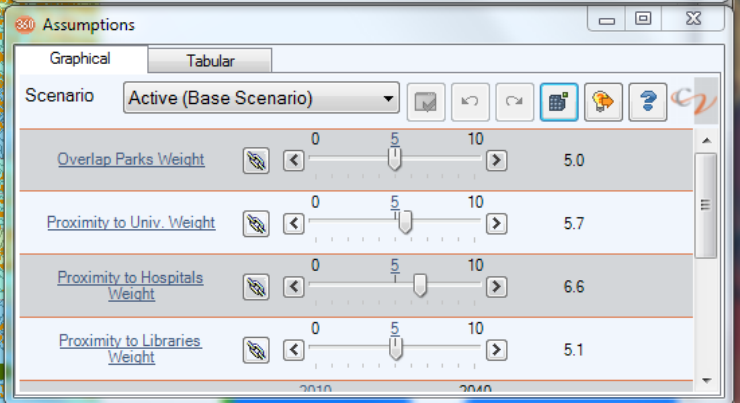 360 Assumptions
Graphical Tabular
Scenario Active (Base Scenario)
0 5 10
Overlap Parks Weight 5.0
0 5 10
Proximity to Univ. Weight 5.7
0 5 10
Proximity to Hospitals
Weight 6.6
0 5 10
Proximity to Libraries
Weight 5.1
2010 2040